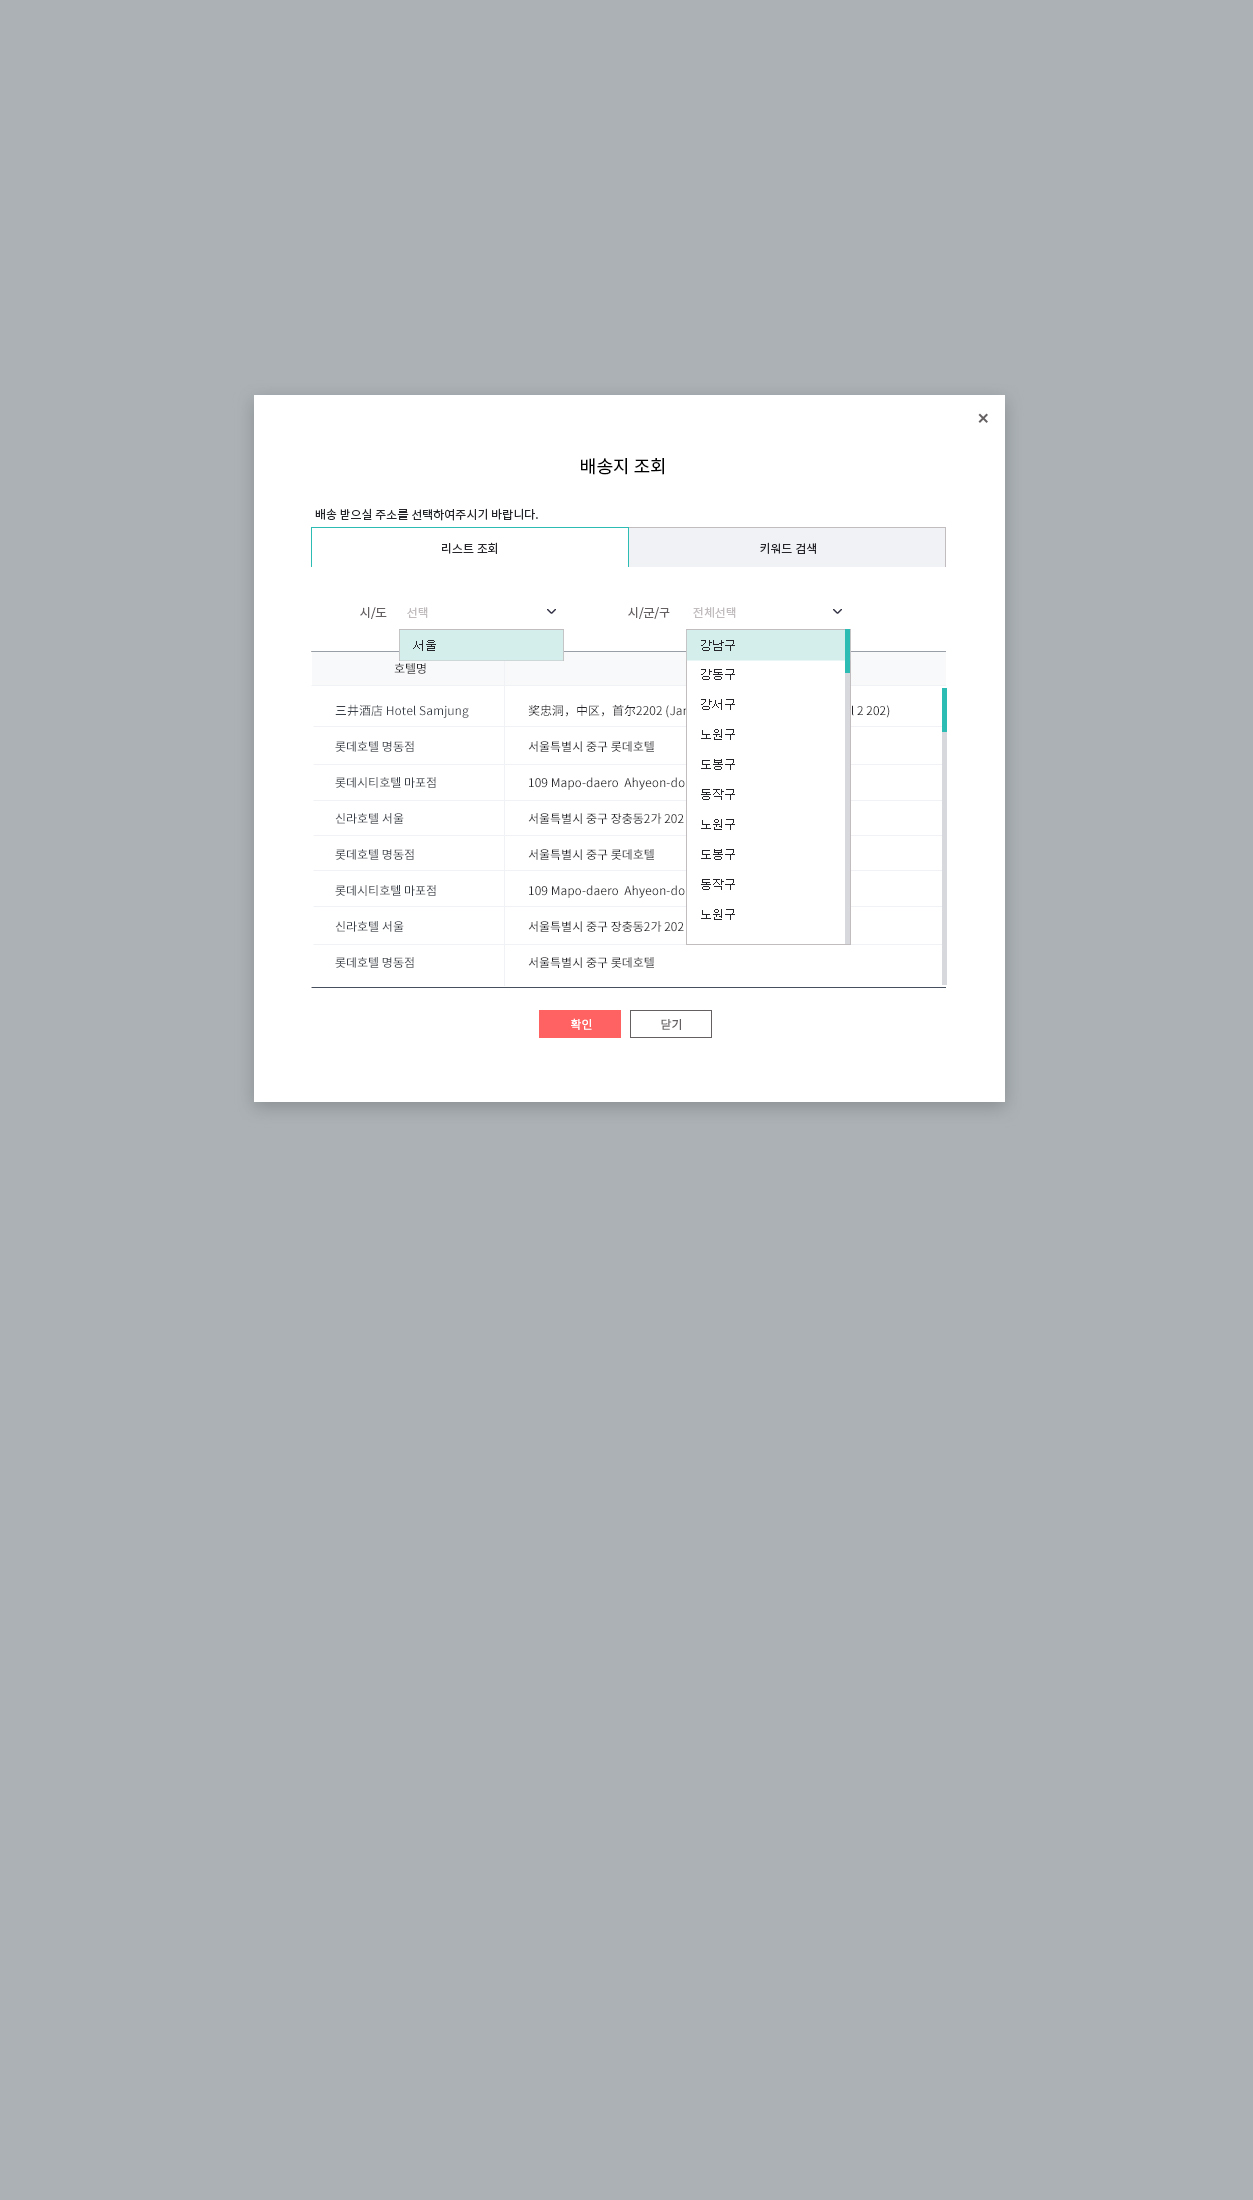 ×
배송지 조회
배송 받으실 주소를 선택하여주시기 바랍니다.
리스트 조회 키워드 검색
시/도 선택 시/군/구 전체선택
서울 강남구
호텔명
강동구
강서구
三井酒店 Hotel Samjung 奖忠洞，中区，首尔2202 (Jar 2 202)
노원구
롯데호텔 명동점 서울특별시 중구 롯데호텔
도봉구
롯데시티호텔 마포점 109 Mapo-daero Ahyeon-do
동작구
신라호텔 서울 서울특별시 중구 장충동2가 202
노원구
롯데호텔 명동점 서울특별시 중구 롯데호텔
도봉구
롯데시티호텔 마포점 109 Mapo-daero Ahyeon-do
동작구
신라호텔 서울 서울특별시 중구 장충동2가 202
노원구
롯데호텔 명동점 서울특별시 중구 롯데호텔
확인 닫기